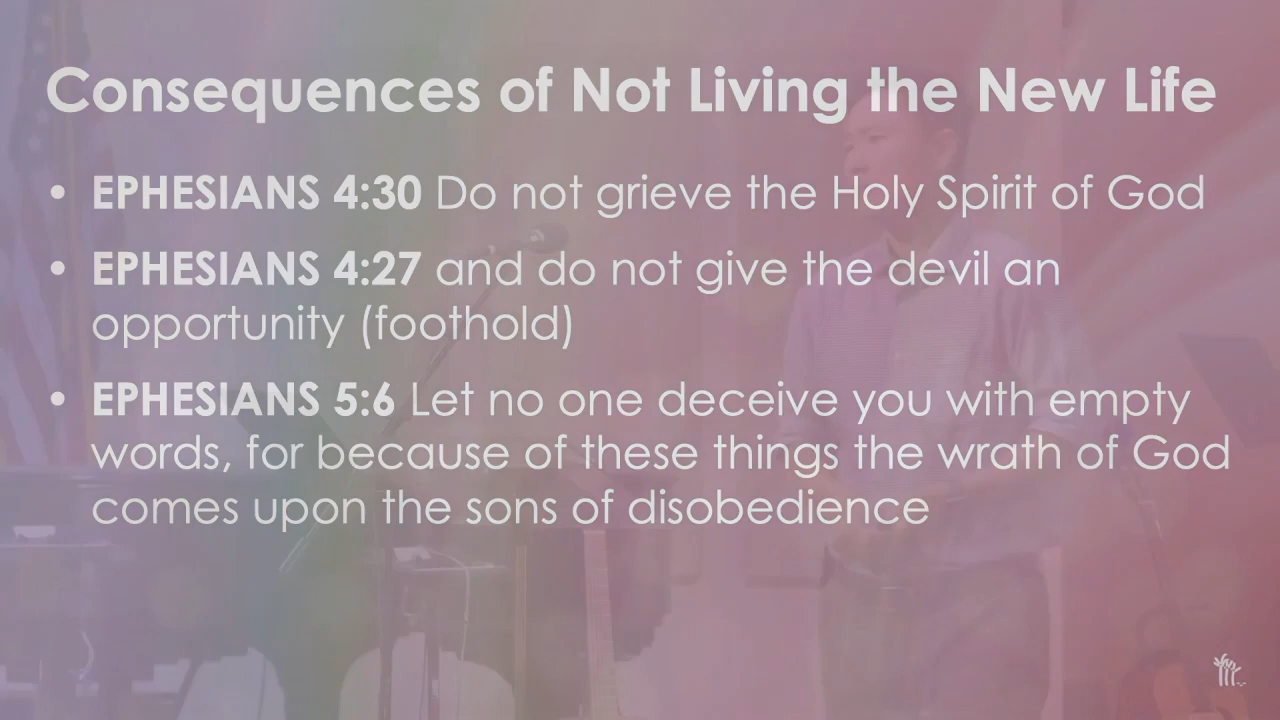 Consequences of Not Living the New Life
• EPHESIANS 4:30 Do not grieve the Holy Spirit of God
• EPHESIANS 4:27 and do not give the devil an
opportunity (foothold)
• EPHESIANS 5:6 Let no one deceive you with empty
words, for because of these things the wrath of God
comes upon the sons of disobedience